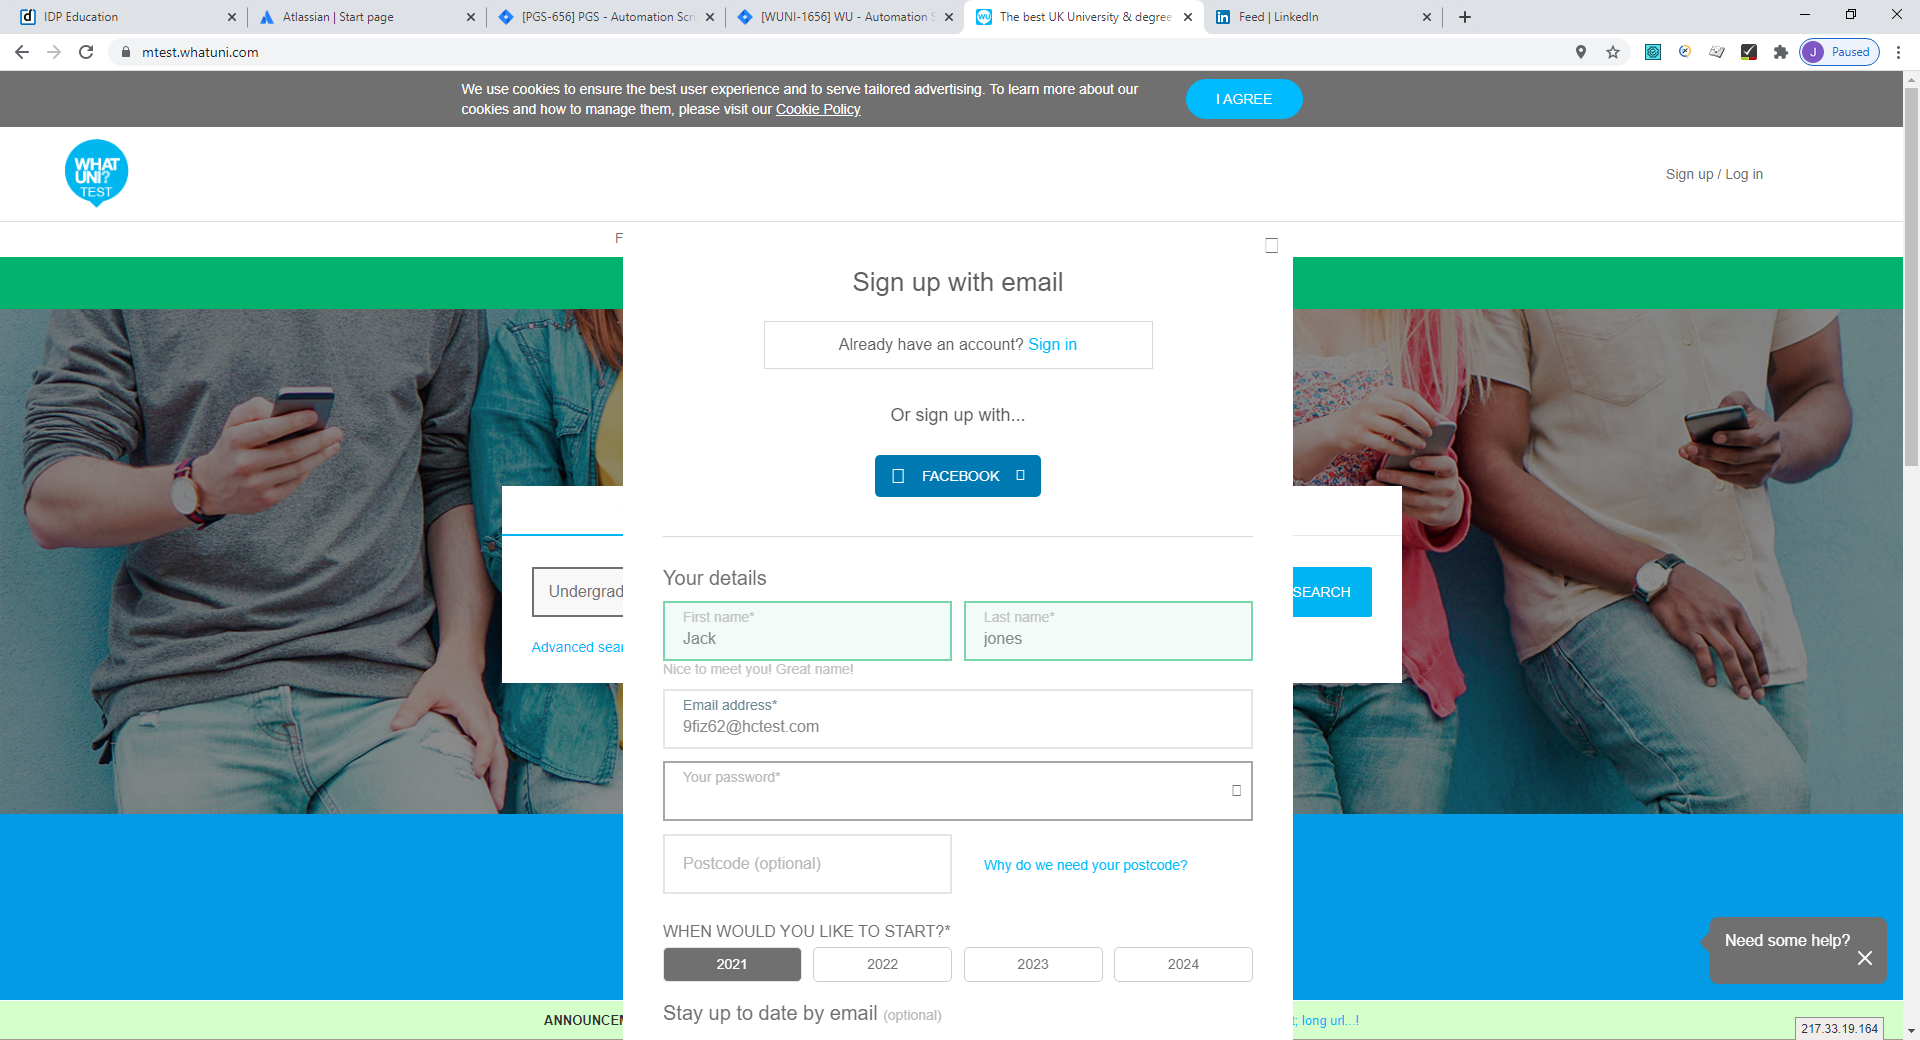 IDP Education
Atlassian | Start page
[PGS-656] PGS - Automation Scri
[WUNI-1656] WU - Automation S
The best UK University & degree
Feed | LinkedIn
mtest.whatuni.com
J Paused
We use cookies to ensure the best user experience and to serve tailored advertising. To learn more about our
cookies and how to manage them, please visit our Cookie Policy
I AGREE
WHAT
UNI?
TEST
Sign up / Log in
F
Sign up with email
Already have an account? Sign in
Or sign up with...
FACEBOOK
Your details
First name*
Jack
Last name*
jones
Nice to meet you! Great name!
Undergrad
SEARCH
Advanced sear
Email address*
9fiz62@hctest.com
Your password*
Postcode (optional)
Why do we need your postcode?
WHEN WOULD YOU LIKE TO START?*
2021
2022
2023
2024
Need some help?
Stay up to date by email (optional)
ANNOUNCEM
t; long url...!
217.33.19.164